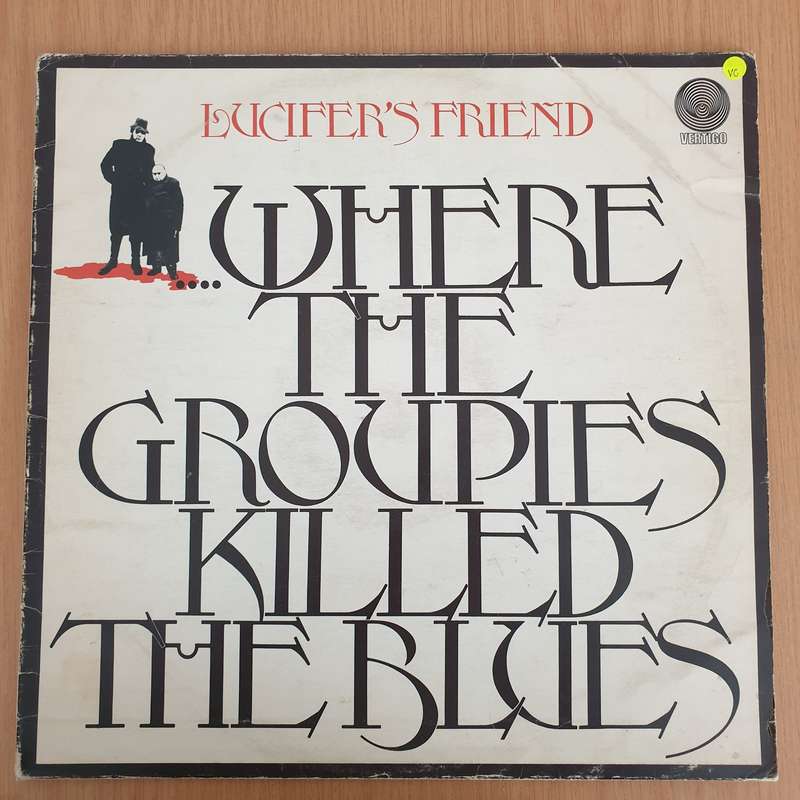 VG
LUCIFER'S FRIEND
VERTIGO
....WHERE
THE
GROUPIES
KILLED
THE BLUES